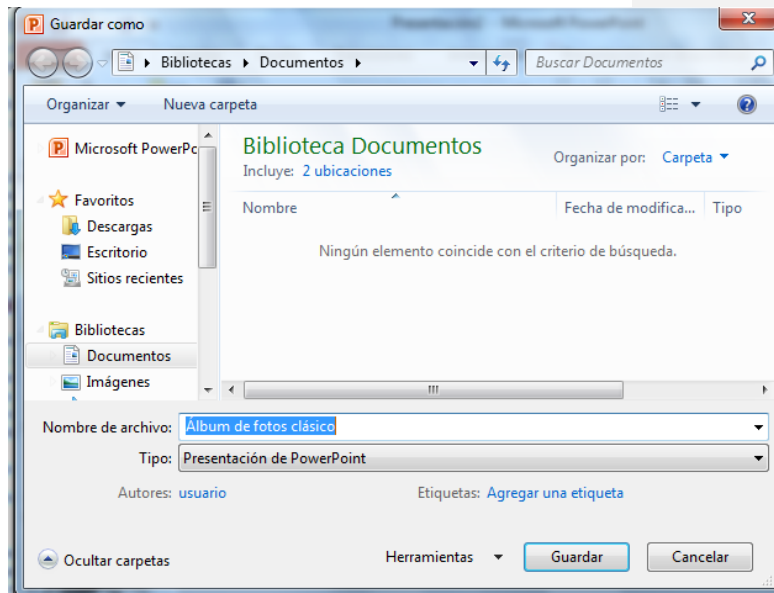 Guardar como
Presentación2 - Microsoft PowerPoint
Bibliotecas Documentos
Buscar Documentos
Organizar Nueva carpeta
Microsoft PowerPc
Favoritos
Descargas
Escritorio
Sitios recientes
Bibliotecas
Documentos
Imágenes
Biblioteca Documentos
Incluye: 2 ubicaciones
Organizar por: Carpeta
Nombre Fecha de modifica... Tipo
Ningún elemento coincide con el criterio de búsqueda.
Nombre de archivo: Álbum de fotos clásico
Tipo: Presentación de PowerPoint
Autores: usuario Etiquetas: Agregar una etiqueta
Ocultar carpetas Herramientas Guardar Cancelar